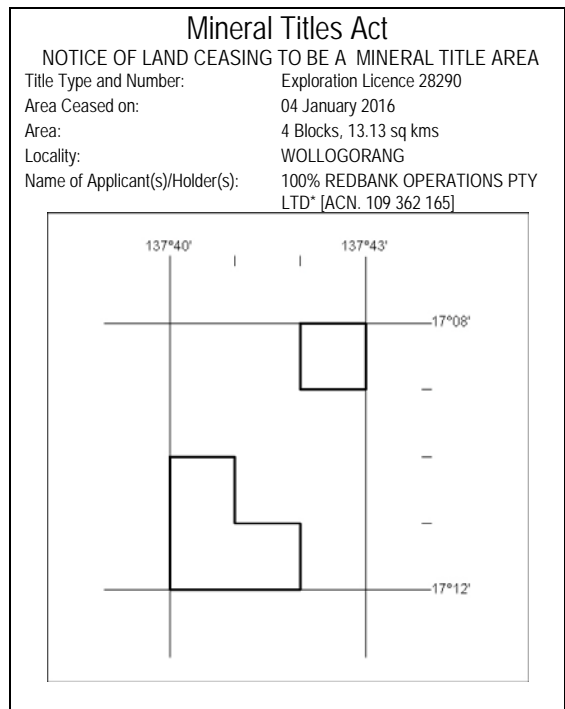 Mineral Titles Act
NOTICE OF LAND CEASING TO BE A MINERAL TITLE AREA
Title Type and Number: Exploration Licence 28290
Area Ceased on: 04 January 2016
Area: 4 Blocks, 13.13 sq kms
Locality: WOLLOGORANG
Name of Applicant(s)/Holder(s): 100% REDBANK OPERATIONS PTY
LTD* [ACN. 109 362 165]
137°40' 137°43'
17°08'
17°12'